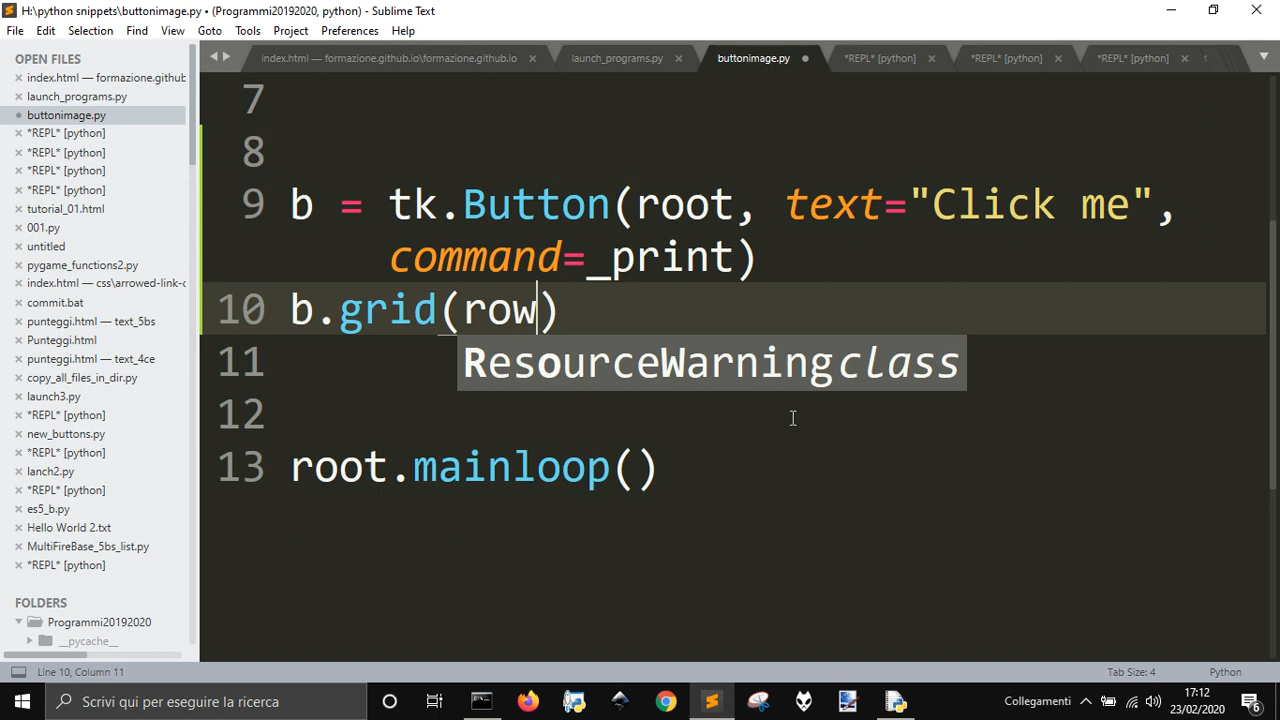 H:\python snippets\buttonimage.py • (Programmi20192020, python) - Sublime Text
File Edit Selection Find View Goto Tools Project Preferences Help
OPEN FILES
index.html — formazione.github
launch_programs.py
buttonimage.py
*REPL* [python]
*REPL* [python]
*REPL* [python]
*REPL* [python]
tutorial_01.html
001.py
untitled
pygame_functions2.py
index.html — css\arrowed-link-c
commit.bat
punteggi.html — text_5bs
Punteggi.html
punteggi.html — text_4ce
copy_all_files_in_dir.py
launch3.py
*REPL* [python]
new_buttons.py
*REPL* [python]
lanch2.py
*REPL* [python]
es5_b.py
Hello World 2.txt
MultiFireBase_5bs_list.py
*REPL* [python]
FOLDERS
Programmi20192020
__pycache__
index.html — formazione.github.io\formazione.github.io
launch_programs.py
buttonimage.py
*REPL* [python]
*REPL* [python]
*REPL* [python]
7
8
9 b = tk.Button(root, text="Click me",
command=_print)
10 b.grid(row)
ResourceWarning class
11
12
13 root.mainloop()
Line 10, Column 11
Tab Size: 4
Python
Scrivi qui per eseguire la ricerca
Collegamenti
17:12
23/02/2020
6